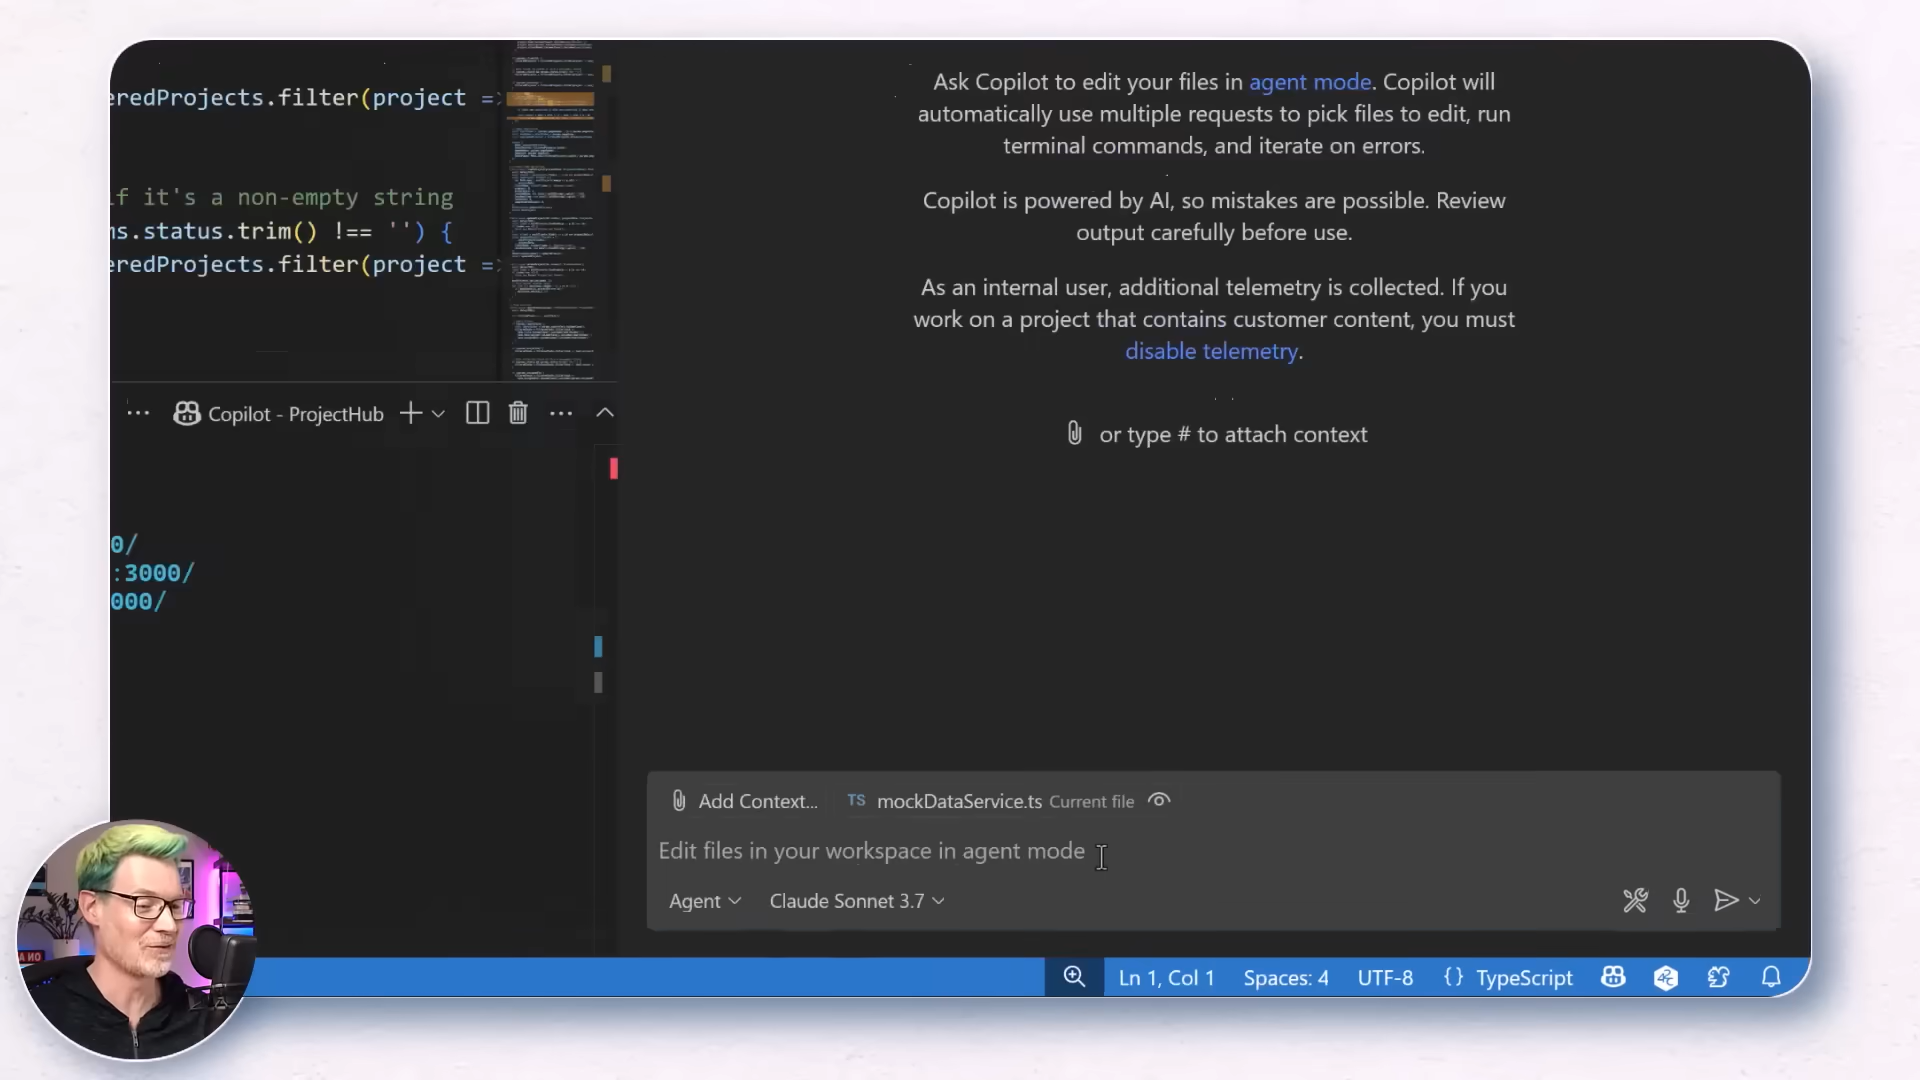 eredProjects.filter(project =>
if it's a non-empty string
ms.status.trim() !== '') {
eredProjects.filter(project =
Copilot - ProjectHub
0/
:3000/
000/
Ask Copilot to edit your files in agent mode. Copilot will
automatically use multiple requests to pick files to edit, run
terminal commands, and iterate on errors.
Copilot is powered by AI, so mistakes are possible. Review
output carefully before use.
As an internal user, additional telemetry is collected. If you
work on a project that contains customer content, you must
disable telemetry.
or type # to attach context
Add Context... TS mockDataService.ts Current file
Edit files in your workspace in agent mode
Agent Claude Sonnet 3.7
Ln 1, Col 1 Spaces: 4 UTF-8 {} TypeScript